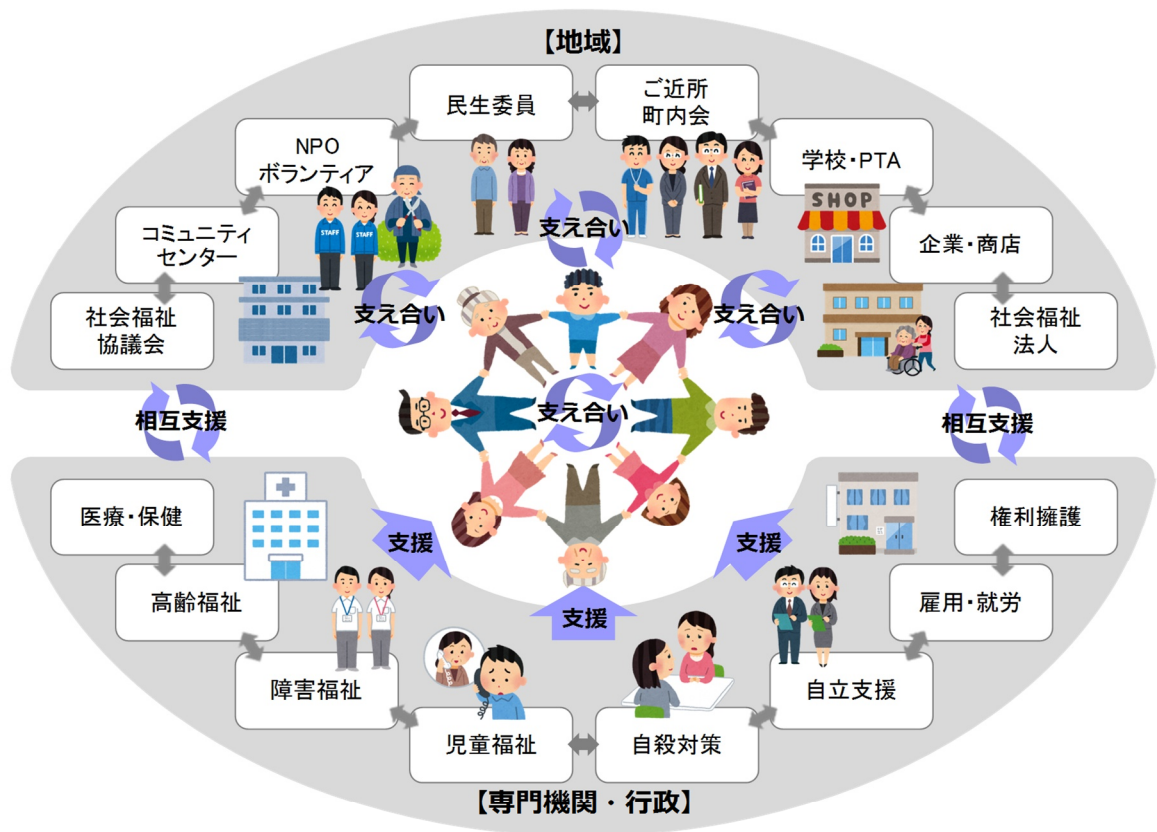 【地域】
民生委員
ご近所
町内会
NPO
ボランティア
学校・PTA
SHOP
コミュニティ
センター
STAFF
STAFF
支え合い
企業・商店
社会福祉
協議会
支え合い
支え合い
社会福祉
法人
相互支援
支え合い
相互支援
医療・保健
支援
支援
権利擁護
高齢福祉
支援
雇用・就労
障害福祉
自立支援
児童福祉
自殺対策
【専門機関・行政】